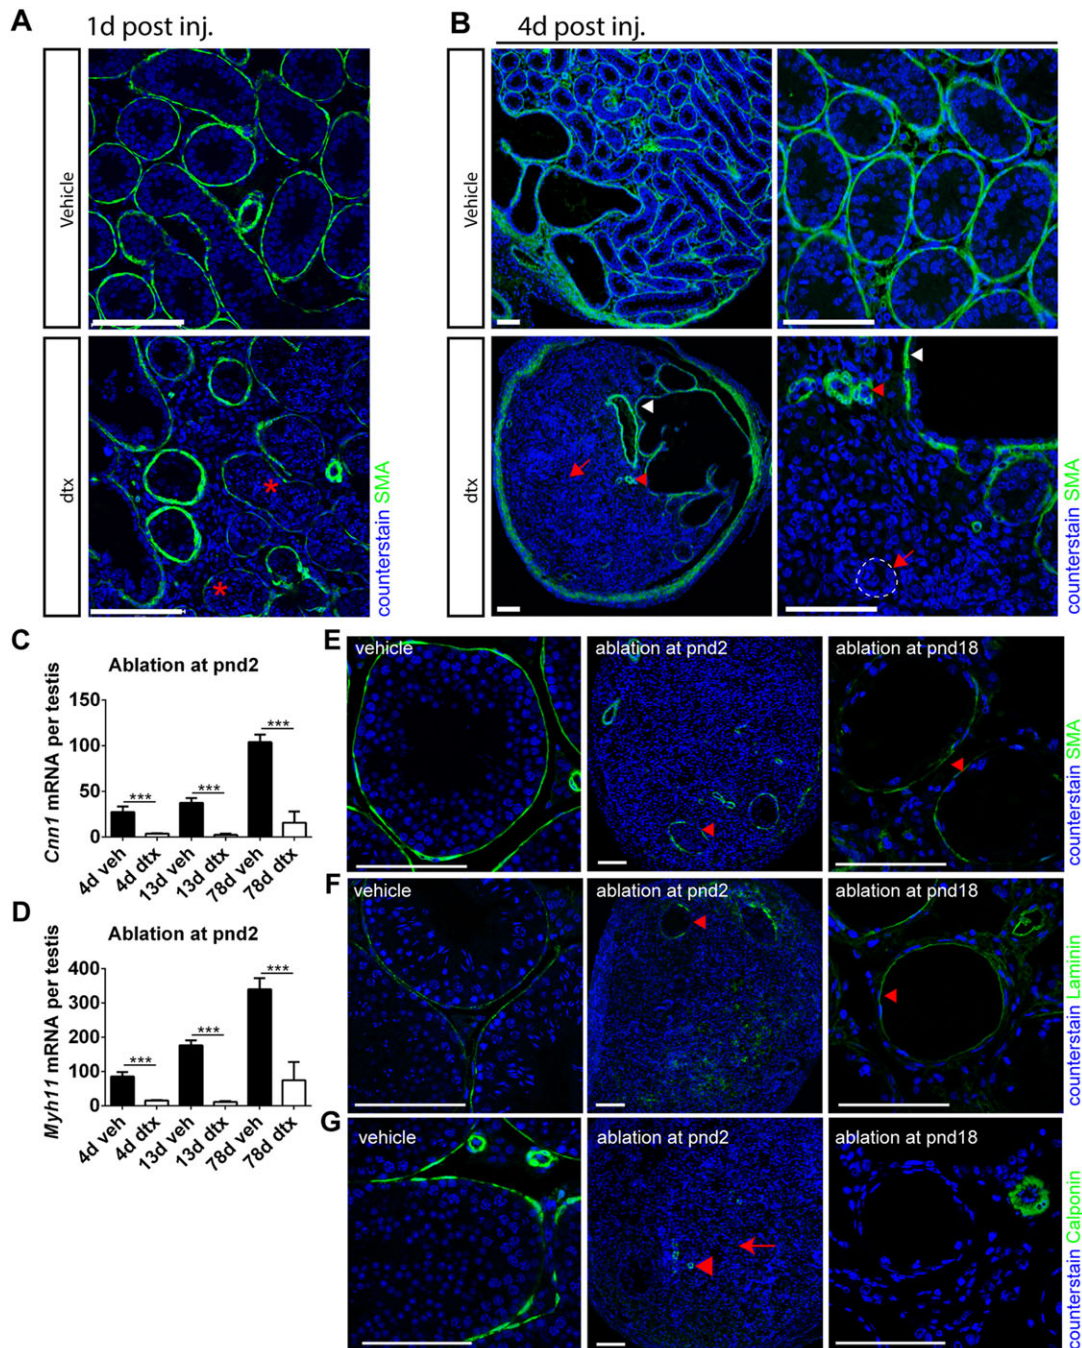 A
1d post inj.
B
4d post inj.
Vehicle
Vehicle
dtx
*
*
counterstain SMA
dtx
counterstain SMA
C
Ablation at pnd2
Cnn1 mRNA per testis
150
100
50
0
***
***
***
4d veh
4d dtx
13d veh
13d dtx
78d veh
78d dtx
D
Ablation at pnd2
Myh11 mRNA per testis
400
300
200
100
0
***
***
***
4d veh
4d dtx
13d veh
13d dtx
78d veh
78d dtx
E
vehicle
ablation at pnd2
ablation at pnd18
counterstain SMA
F
vehicle
ablation at pnd2
ablation at pnd18
counterstain Laminin
G
vehicle
ablation at pnd2
ablation at pnd18
counterstain Calponin